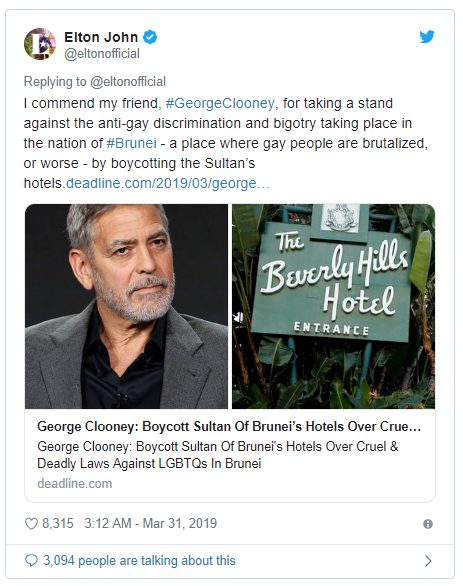 Elton John
@eltonofficial
Replying to @eltonofficial
I commend my friend, #GeorgeClooney, for taking a stand
against the anti-gay discrimination and bigotry taking place in
the nation of #Brunei - a place where gay people are brutalized,
or worse - by boycotting the Sultan's
hotels.deadline.com/2019/03/george…
The
Beverly Hills
Hotel
ENTRANCE
George Clooney: Boycott Sultan Of Brunei's Hotels Over Crue…
George Clooney: Boycott Sultan Of Brunei's Hotels Over Cruel &
Deadly Laws Against LGBTQs In Brunei
deadline.com
8,315 3:12 AM - Mar 31, 2019
3,094 people are talking about this